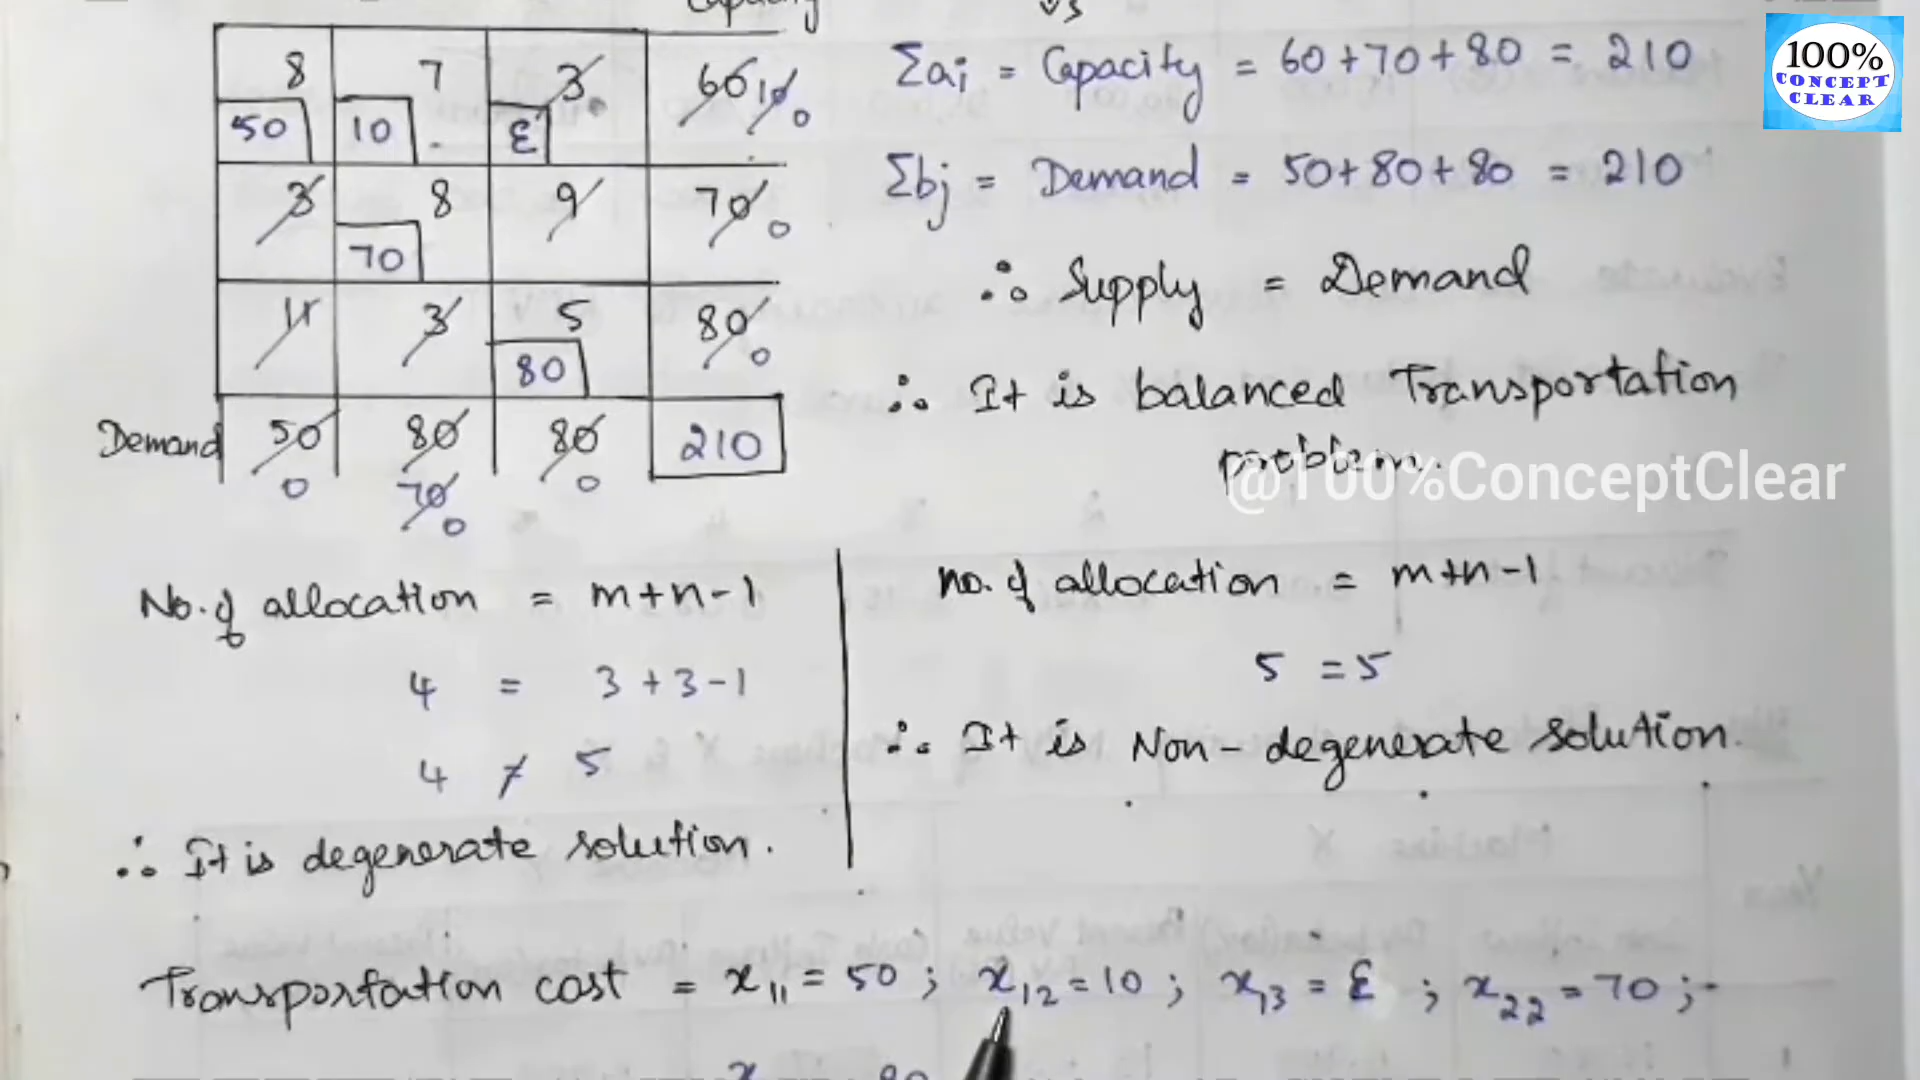 Capacity
8 7 3 60 10 0
50 10 ε
3 8 9 70 0
70
11 3 5 80 0
80
Demand 50 80 80 210
0 70 0 0
Σai = Capacity = 60+70+80 = 210
Σbj = Demand = 50+80+80 = 210
∴ Supply = Demand
∴ It is balanced Transportation
problem.
100%
CONCEPT
CLEAR
@100%ConceptClear
No. of allocation = m+n-1
4 = 3+3-1
4 ≠ 5
∴ It is degenerate solution.
no. of allocation = m+n-1
5 = 5
∴ It is Non-degenerate solution.
Transportation cost = x11 = 50 ; x12 = 10 ; x13 = ε ; x22 = 70 ;